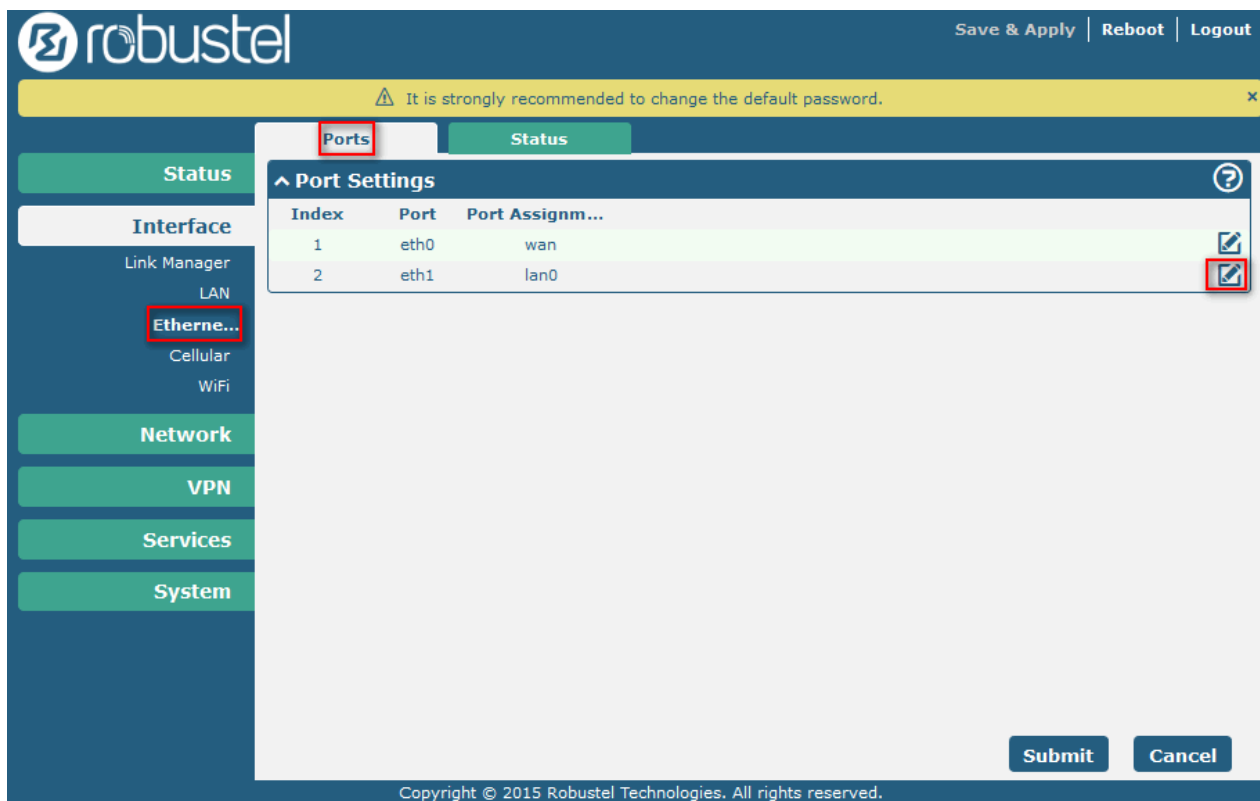 robustel
Save & Apply | Reboot | Logout
It is strongly recommended to change the default password. ×
Ports Status
Status
Interface
Link Manager
LAN
Etherne...
Cellular
WiFi
Network
VPN
Services
System
Port Settings ?
Index Port Port Assignm...
1 eth0 wan
2 eth1 lan0
Submit Cancel
Copyright © 2015 Robustel Technologies. All rights reserved.